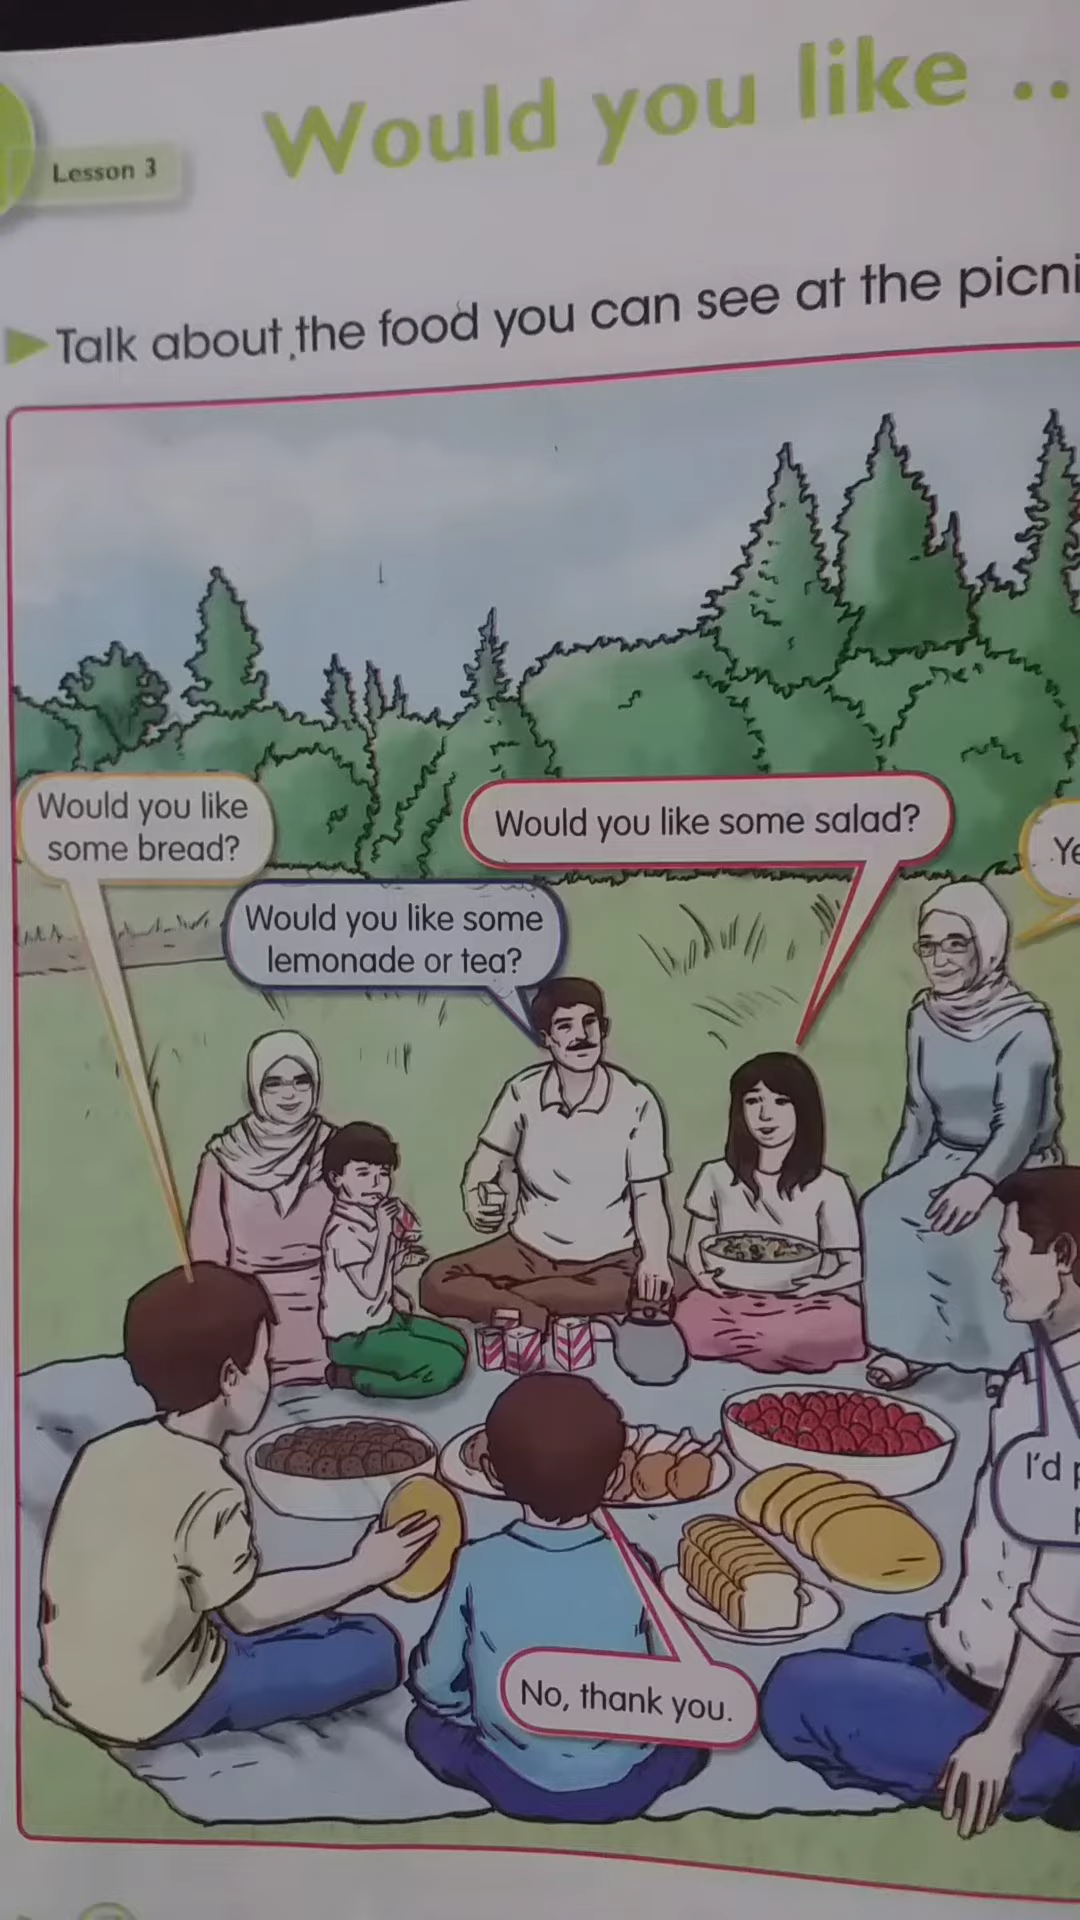 Lesson 3
Would you like ..
Talk about the food you can see at the
Would you like
some bread?
Would you like some salad?
Would you like some
lemonade or tea?
I'd
No, thank you.